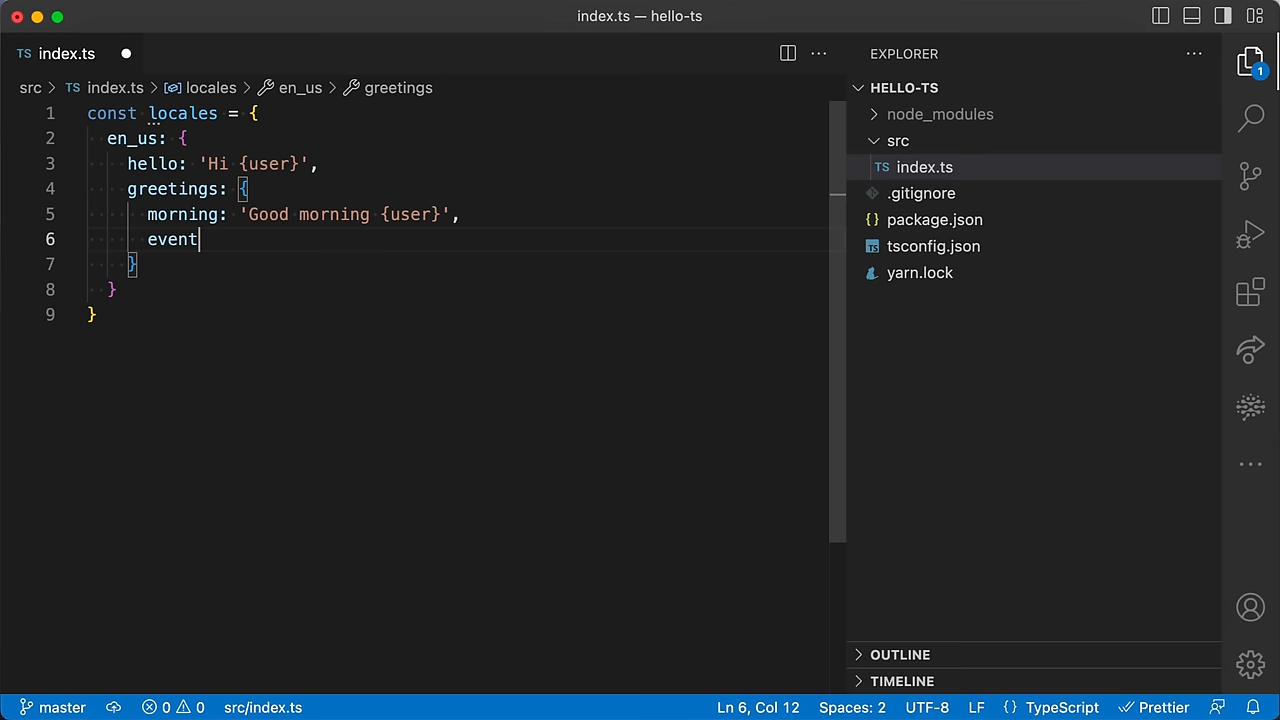 index.ts — hello-ts
TS index.ts
src > TS index.ts > locales > en_us > greetings
1 const locales = {
2 en_us: {
3 hello: 'Hi {user}',
4 greetings: {
5 morning: 'Good morning {user}',
6 event
7 }
8 }
9 }
EXPLORER
HELLO-TS
node_modules
src
TS index.ts
.gitignore
{} package.json
TS tsconfig.json
yarn.lock
OUTLINE
TIMELINE
1
master 0 0 src/index.ts Ln 6, Col 12 Spaces: 2 UTF-8 LF {} TypeScript Prettier